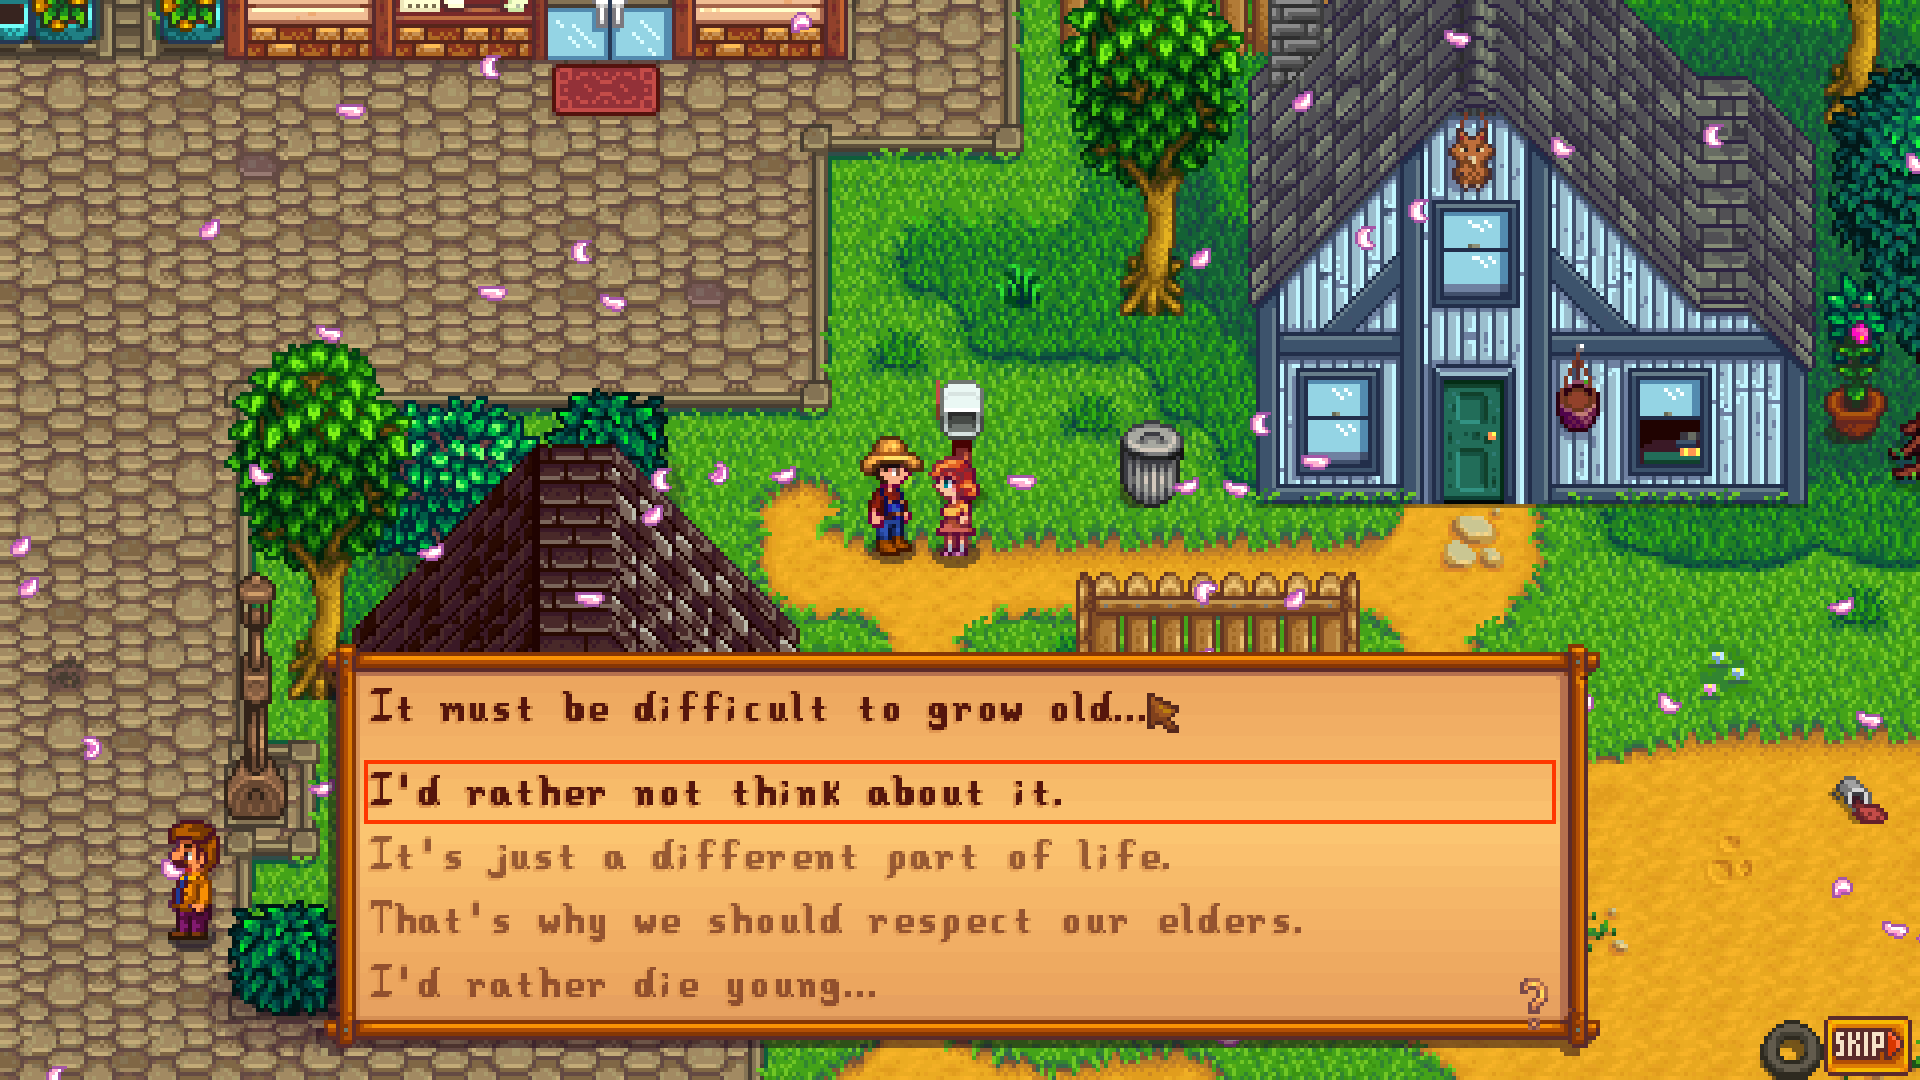 It must be difficult to grow old...
I'd rather not think about it.
It's just a different part of life.
That's why we should respect our elders.
I'd rather die young...
?
SKIP